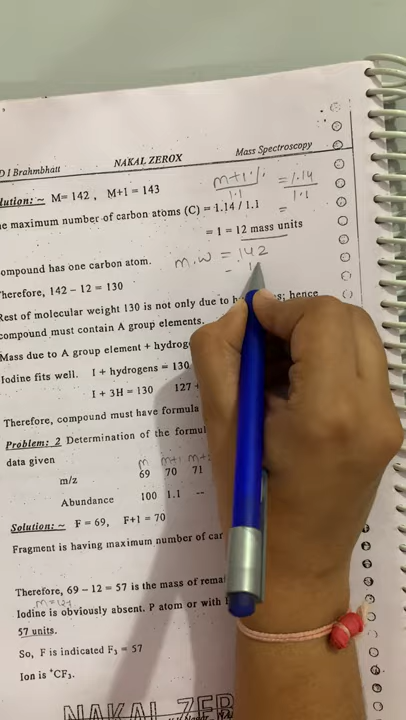 D I Brahmbhatt NAKAL ZEROX Mass Spectroscopy
lution: ~ M= 142 , M+1 = 143
m+1% = 1.14
1.1 1.1
maximum number of carbon atoms (C) = 1.14 / 1.1 =
= 1 = 12 mass units
ompound has one carbon atom.
m.w = 142
herefore, 142 – 12 = 130
Rest of molecular weight 130 is not only due to hence
compound must contain A group elements.
Mass due to A group element +
Iodine fits well. I + hydrogens = 130
I + 3H = 130 127
Therefore, compound must have formula
Problem: 2 Determination of the
data given
m m+1
m/z 69 70 71
Abundance 100 1.1 --
Solution: ~ F = 69, F+1 = 70
Fragment is having maximum number of
Therefore, 69 – 12 = 57 is the mass of
Iodine is obviously absent. P atom or with
57 units.
So, F is indicated F₃ = 57
Ion is ⁺CF₃.
NAKAL